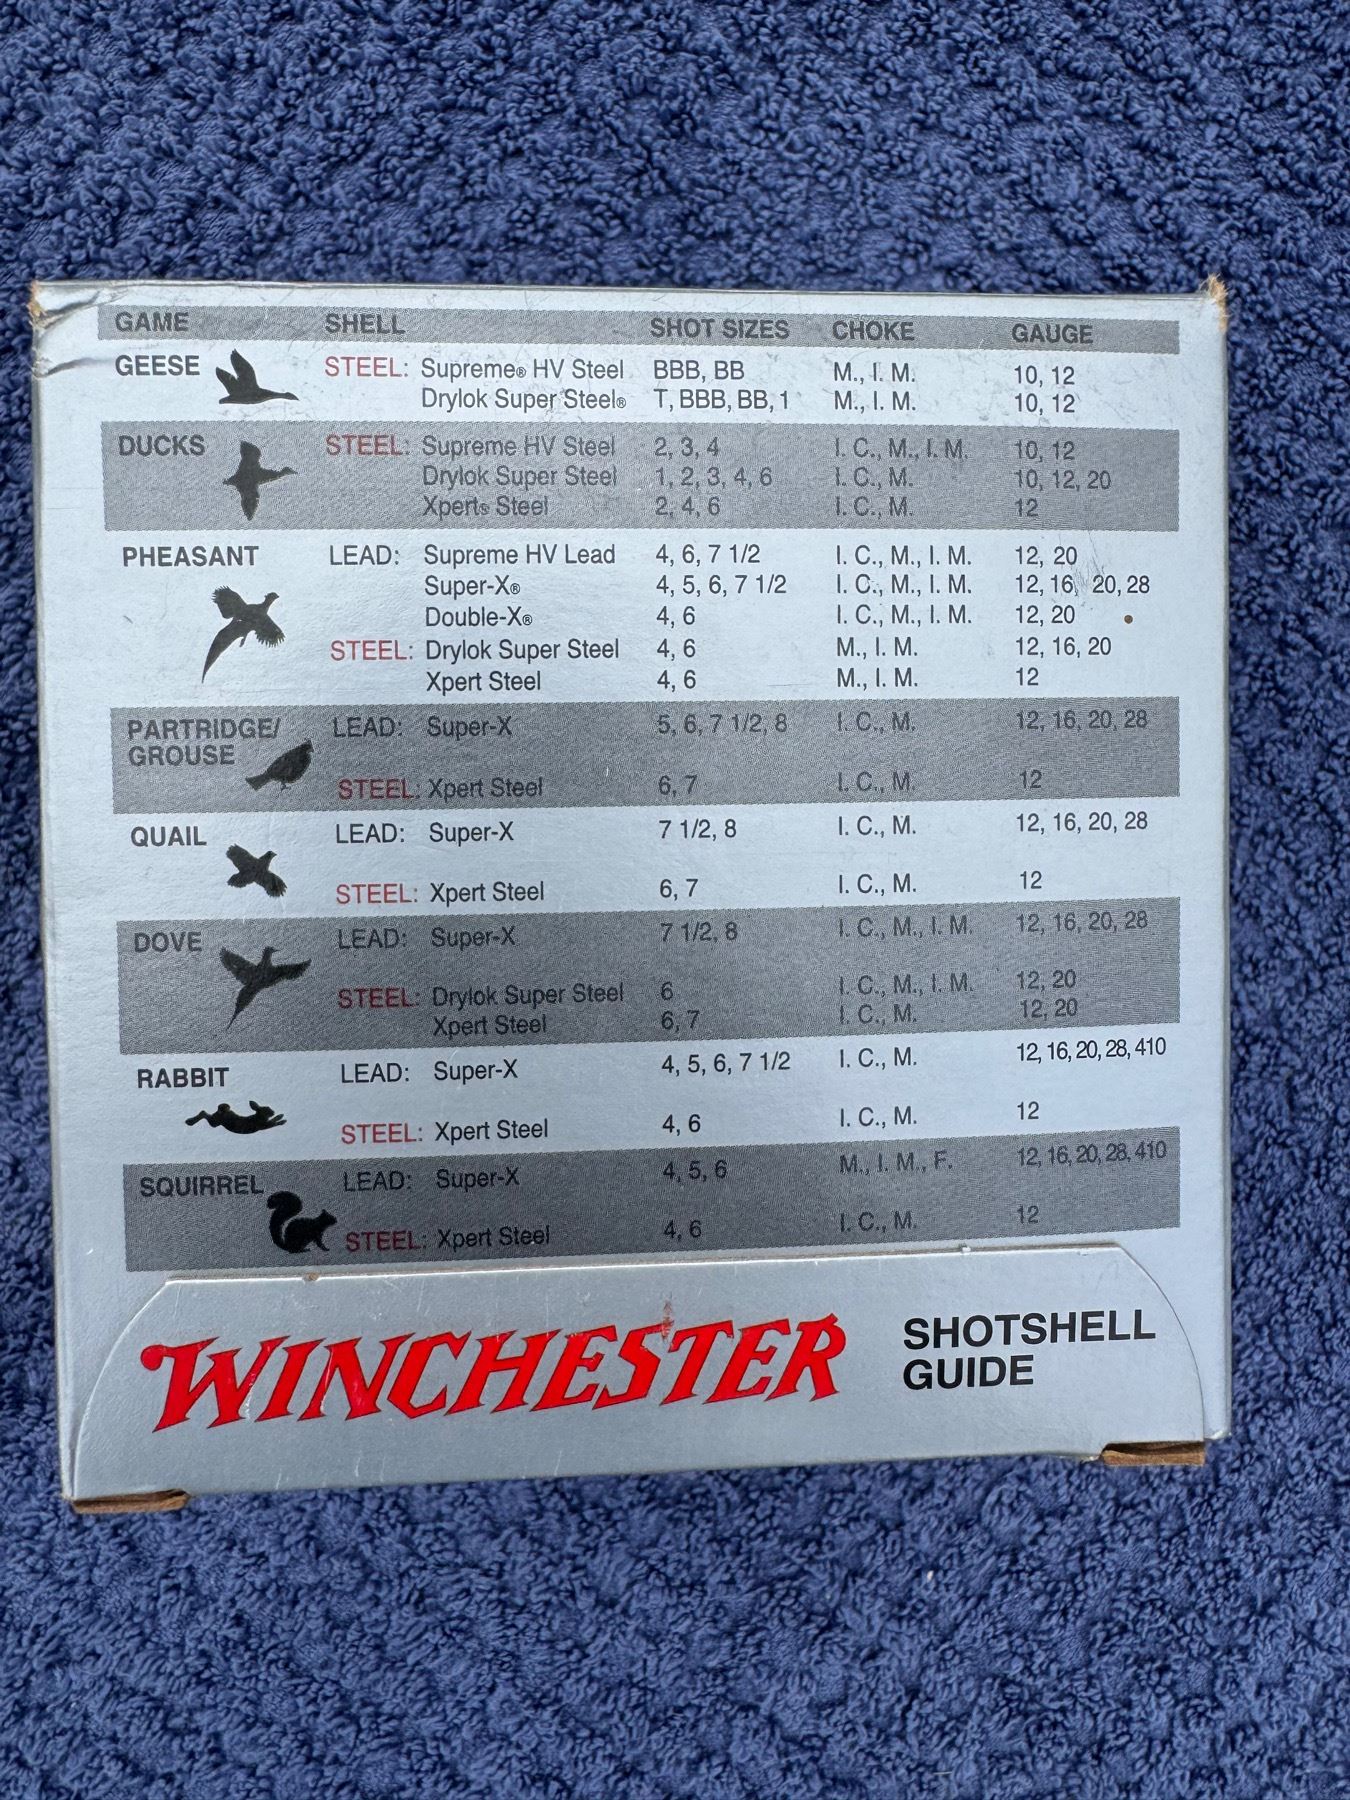 GAME SHELL SHOT SIZES CHOKE GAUGE
GEESE STEEL: Supreme® HV Steel BBB, BB M., I. M. 10, 12
Drylok Super Steel® T, BBB, BB, 1 M., I. M. 10, 12
DUCKS STEEL: Supreme HV Steel 2, 3, 4 I. C., M., I. M. 10, 12
Drylok Super Steel 1, 2, 3, 4, 6 I. C., M. 10, 12, 20
Xpert® Steel 2, 4, 6 I. C., M. 12
PHEASANT LEAD: Supreme HV Lead 4, 6, 7 1/2 I. C., M., I. M. 12, 20
Super-X® 4, 5, 6, 7 1/2 I. C., M., I. M. 12, 16, 20, 28
Double-X® 4, 6 I. C., M., I. M. 12, 20
STEEL: Drylok Super Steel 4, 6 M., I. M. 12, 16, 20
Xpert Steel 4, 6 M., I. M. 12
PARTRIDGE/ LEAD: Super-X 5, 6, 7 1/2, 8 I. C., M. 12, 16, 20, 28
GROUSE
STEEL: Xpert Steel 6, 7 I. C., M. 12
QUAIL LEAD: Super-X 7 1/2, 8 I. C., M. 12, 16, 20, 28
STEEL: Xpert Steel 6, 7 I. C., M. 12
DOVE LEAD: Super-X 7 1/2, 8 I. C., M., I. M. 12, 16, 20, 28
STEEL: Drylok Super Steel 6 I. C., M., I. M. 12, 20
Xpert Steel 6, 7 I. C., M. 12, 20
RABBIT LEAD: Super-X 4, 5, 6, 7 1/2 I. C., M. 12, 16, 20, 28, 410
STEEL: Xpert Steel 4, 6 I. C., M. 12
SQUIRREL LEAD: Super-X 4, 5, 6 M., I. M., F. 12, 16, 20, 28, 410
STEEL: Xpert Steel 4, 6 I. C., M. 12
WINCHESTER SHOTSHELL
GUIDE